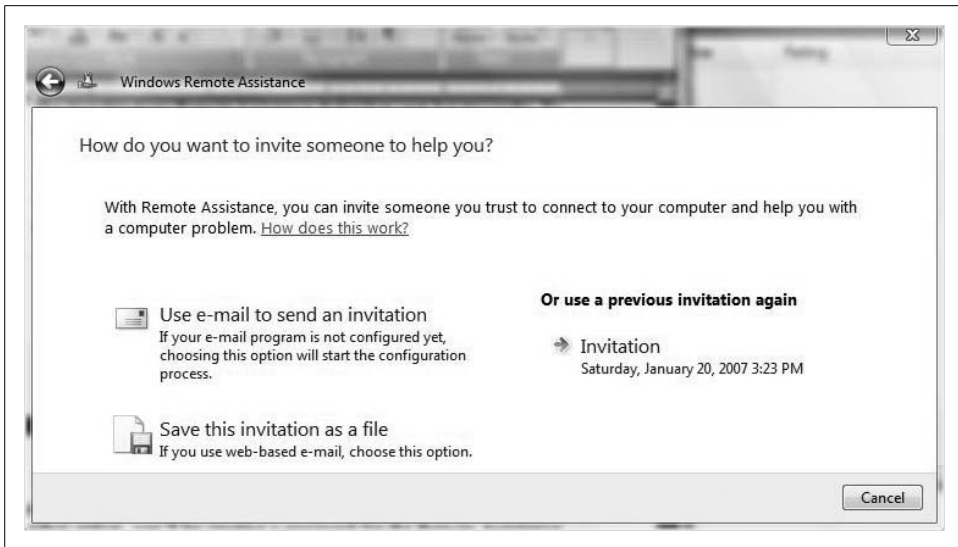 Windows Remote Assistance
How do you want to invite someone to help you?
With Remote Assistance, you can invite someone you trust to connect to your computer and help you with
a computer problem. How does this work?
Use e-mail to send an invitation
If your e-mail program is not configured yet,
choosing this option will start the configuration
process.
Save this invitation as a file
If you use web-based e-mail, choose this option.
Or use a previous invitation again
Invitation
Saturday, January 20, 2007 3:23 PM
Cancel